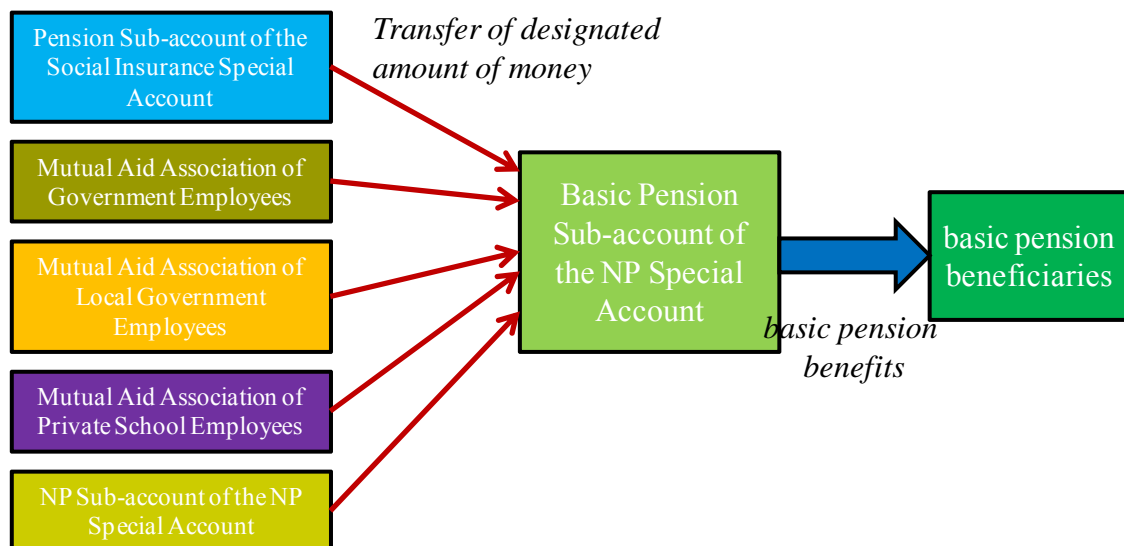 Pension Sub-account of the
Social Insurance Special
Account
Transfer of designated
amount of money
Mutual Aid Association of
Government Employees
Mutual Aid Association of
Local Government
Employees
Mutual Aid Association of
Private School Employees
NP Sub-account of the NP
Special Account
Basic Pension
Sub-account of
the NP Special
Account
basic pension
benefits
basic pension
beneficiaries